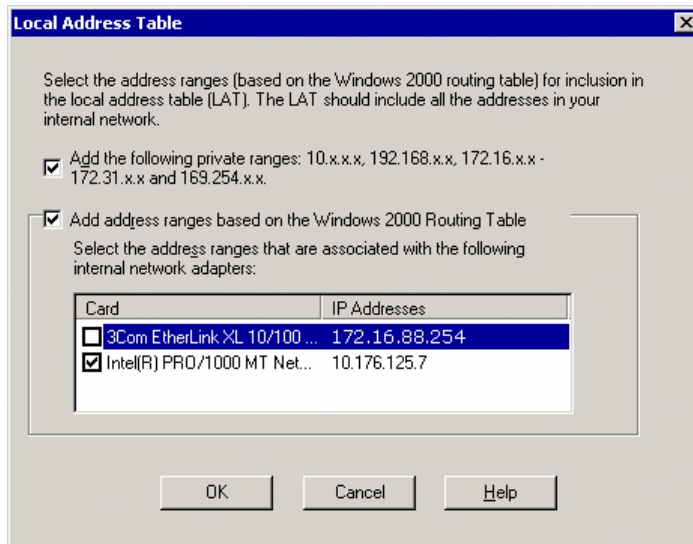 Local Address Table
Select the address ranges (based on the Windows 2000 routing table) for inclusion in
the local address table (LAT). The LAT should include all the addresses in your
internal network.
Add the following private ranges: 10.x.x.x, 192.168.x.x, 172.16.x.x -
172.31.x.x and 169.254.x.x.
Add address ranges based on the Windows 2000 Routing Table
Select the address ranges that are associated with the following
internal network adapters:
Card IP Addresses
3Com EtherLink XL 10/100 ... 172.16.88.254
Intel(R) PRO/1000 MT Net... 10.176.125.7
OK Cancel Help